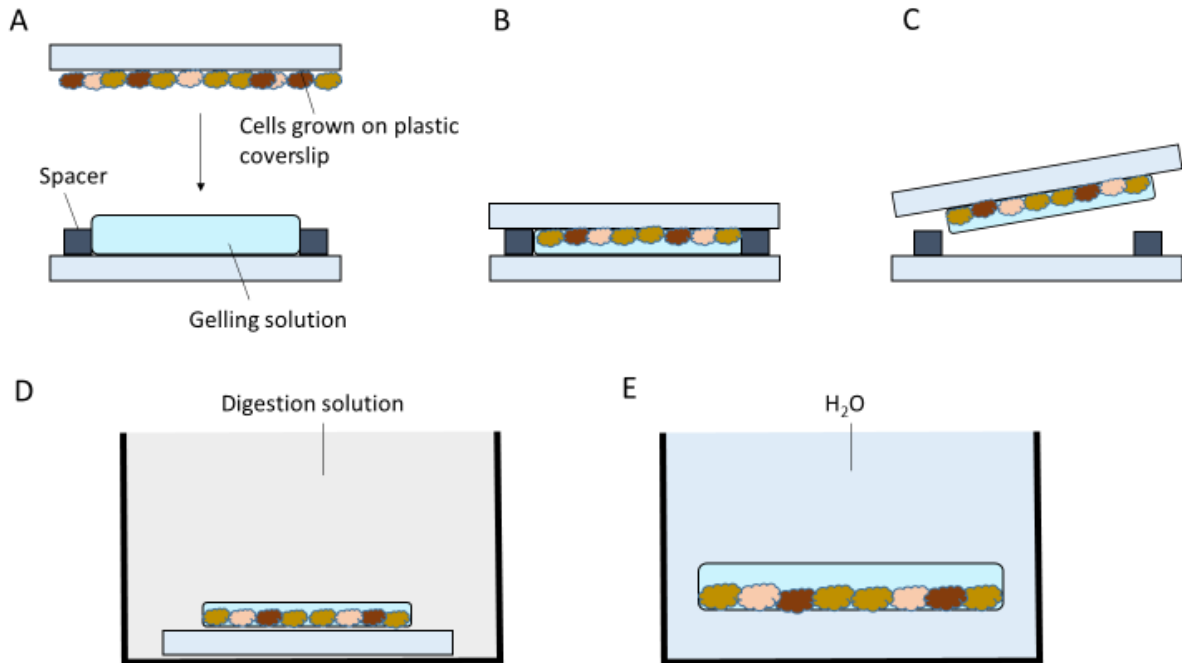 A
B
C
Cells grown on plastic
coverslip
Spacer
Gelling solution
D
Digestion solution
E
H₂O